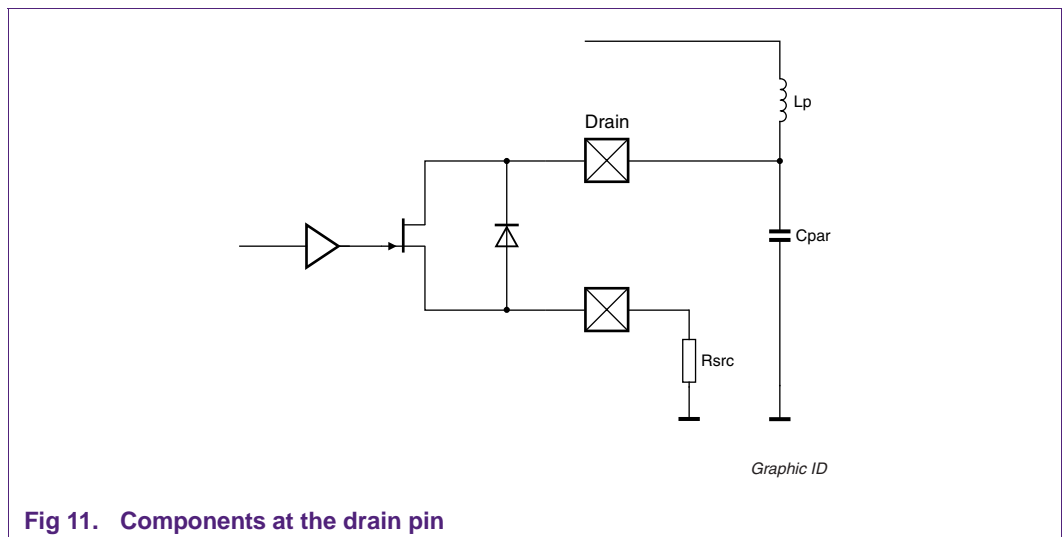 Lp
Drain
Cpar
Rsrc
Graphic ID
Fig 11. Components at the drain pin